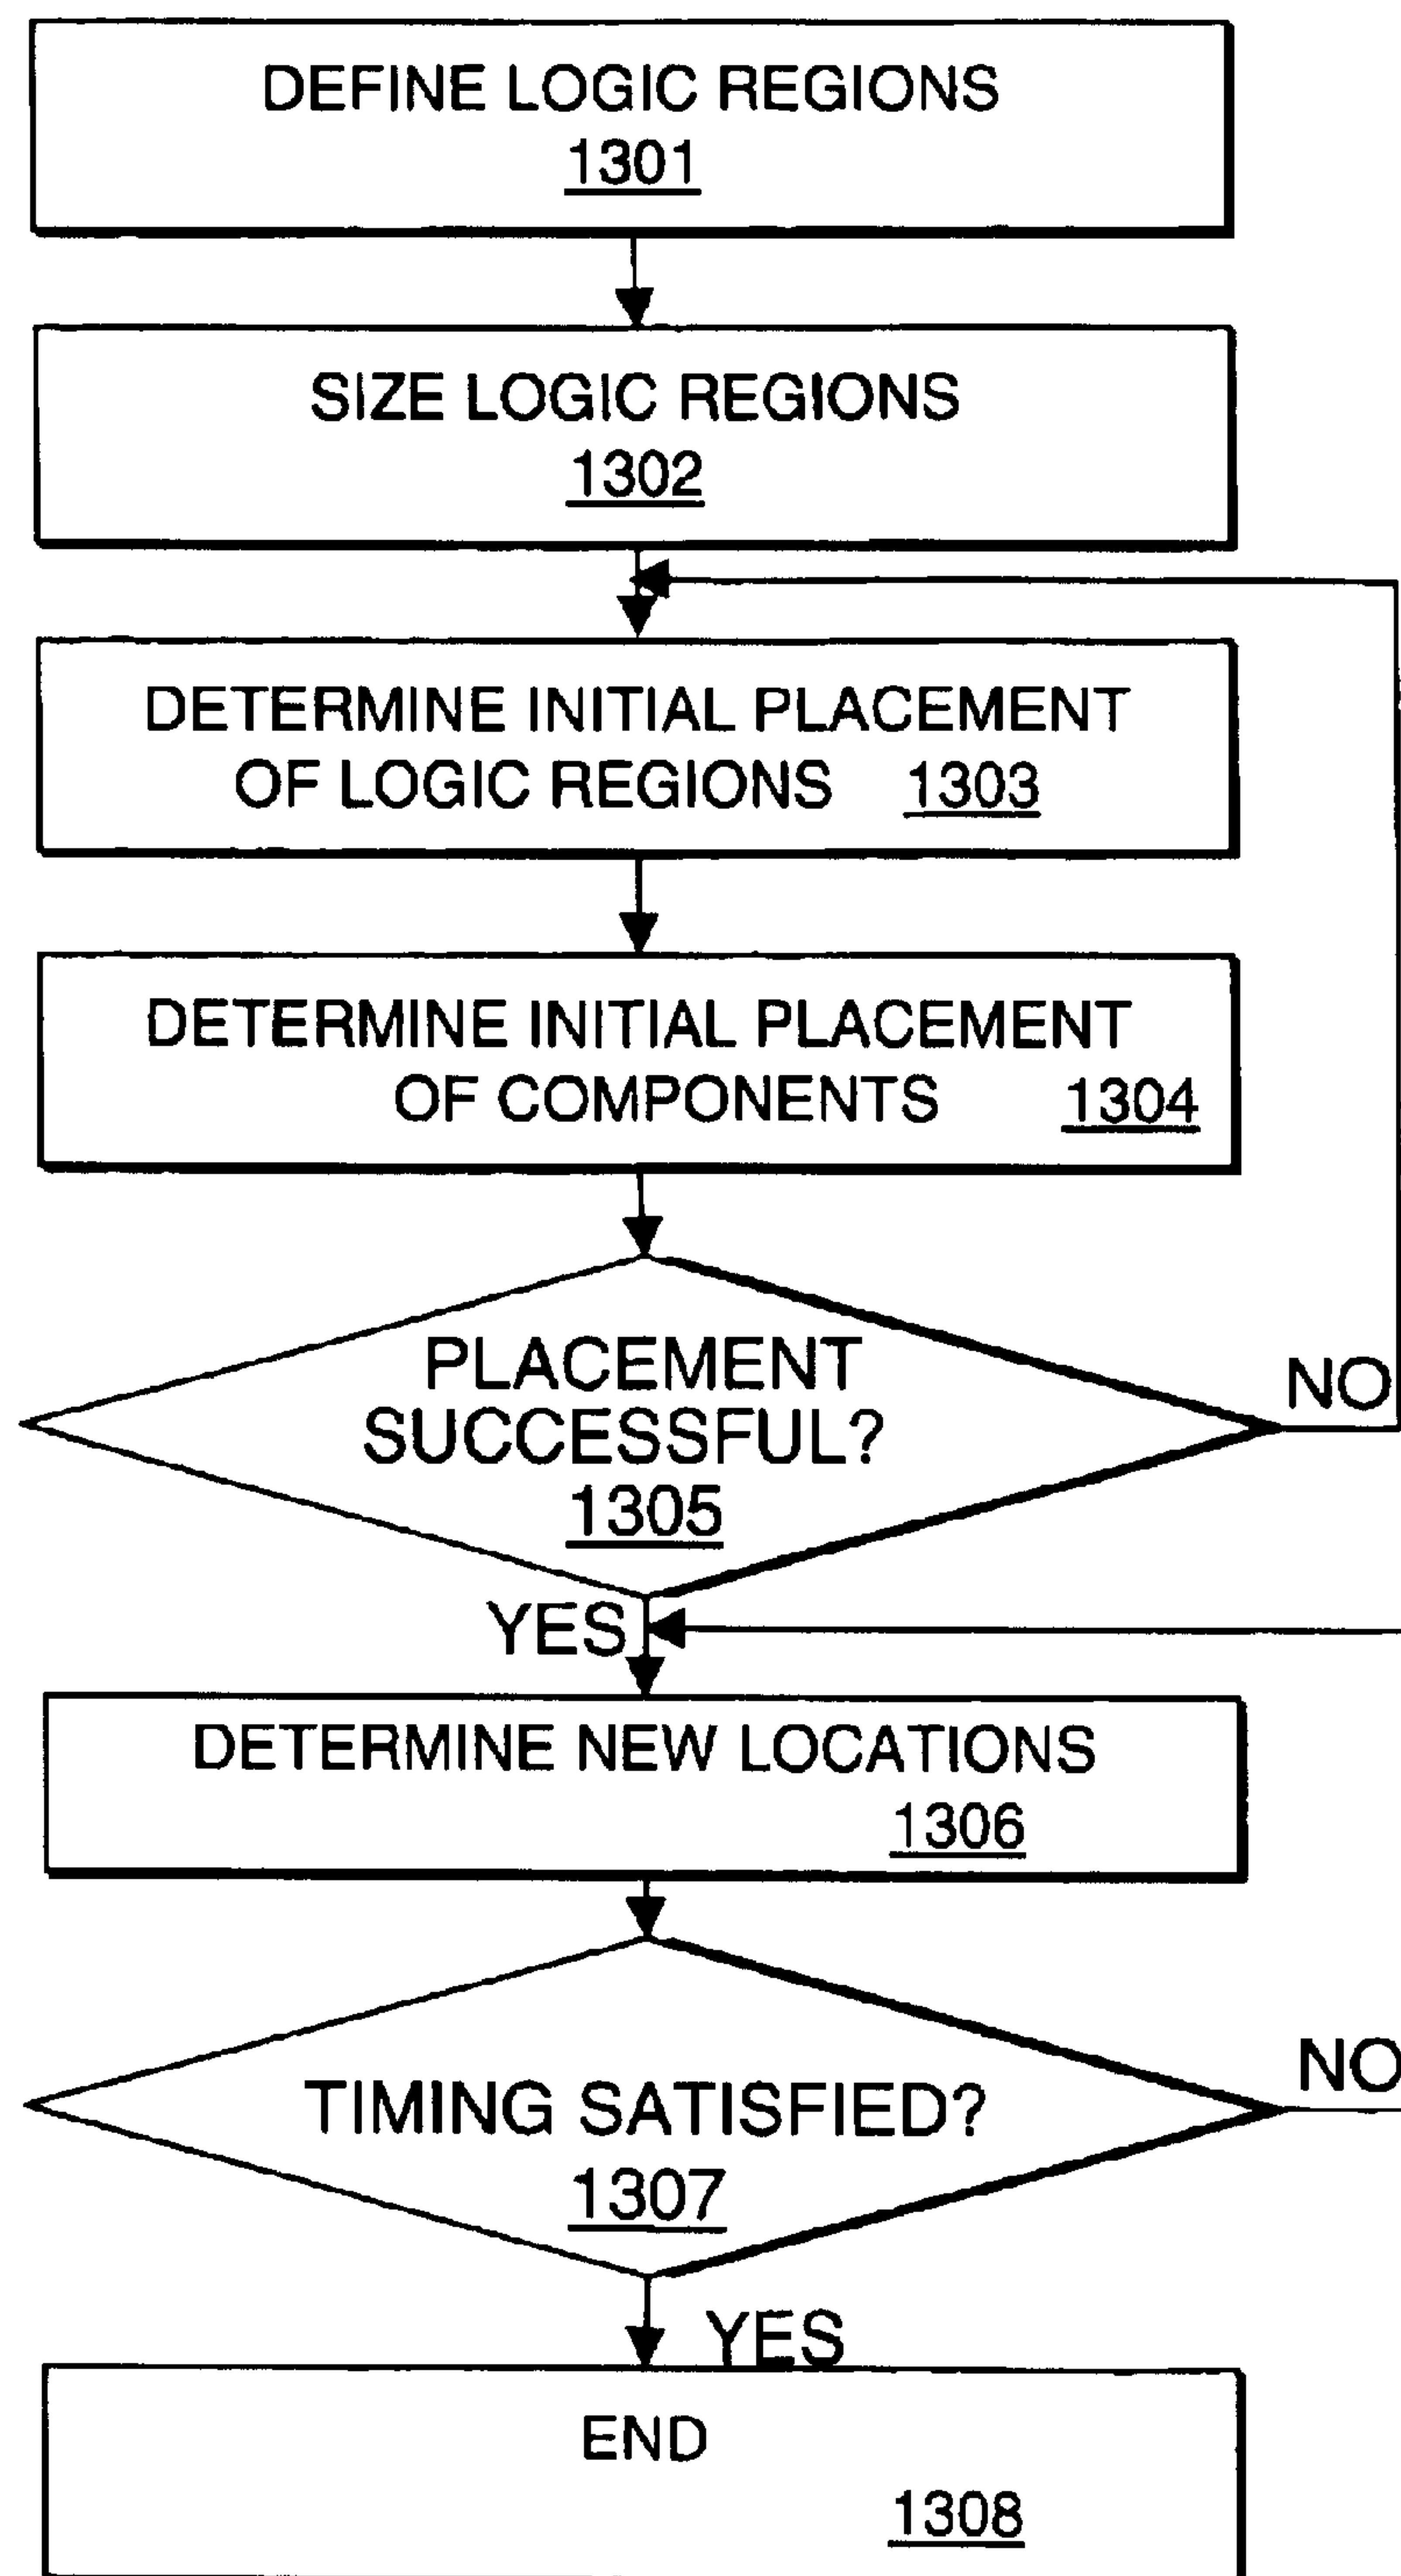 DEFINE LOGIC REGIONS
1301
SIZE LOGIC REGIONS
1302
DETERMINE INITIAL PLACEMENT
OF LOGIC REGIONS 1303
DETERMINE INITIAL PLACEMENT
OF COMPONENTS 1304
PLACEMENT
SUCCESSFUL?
1305
NO
YES
DETERMINE NEW LOCATIONS
1306
TIMING SATISFIED?
1307
NO
YES
END
1308